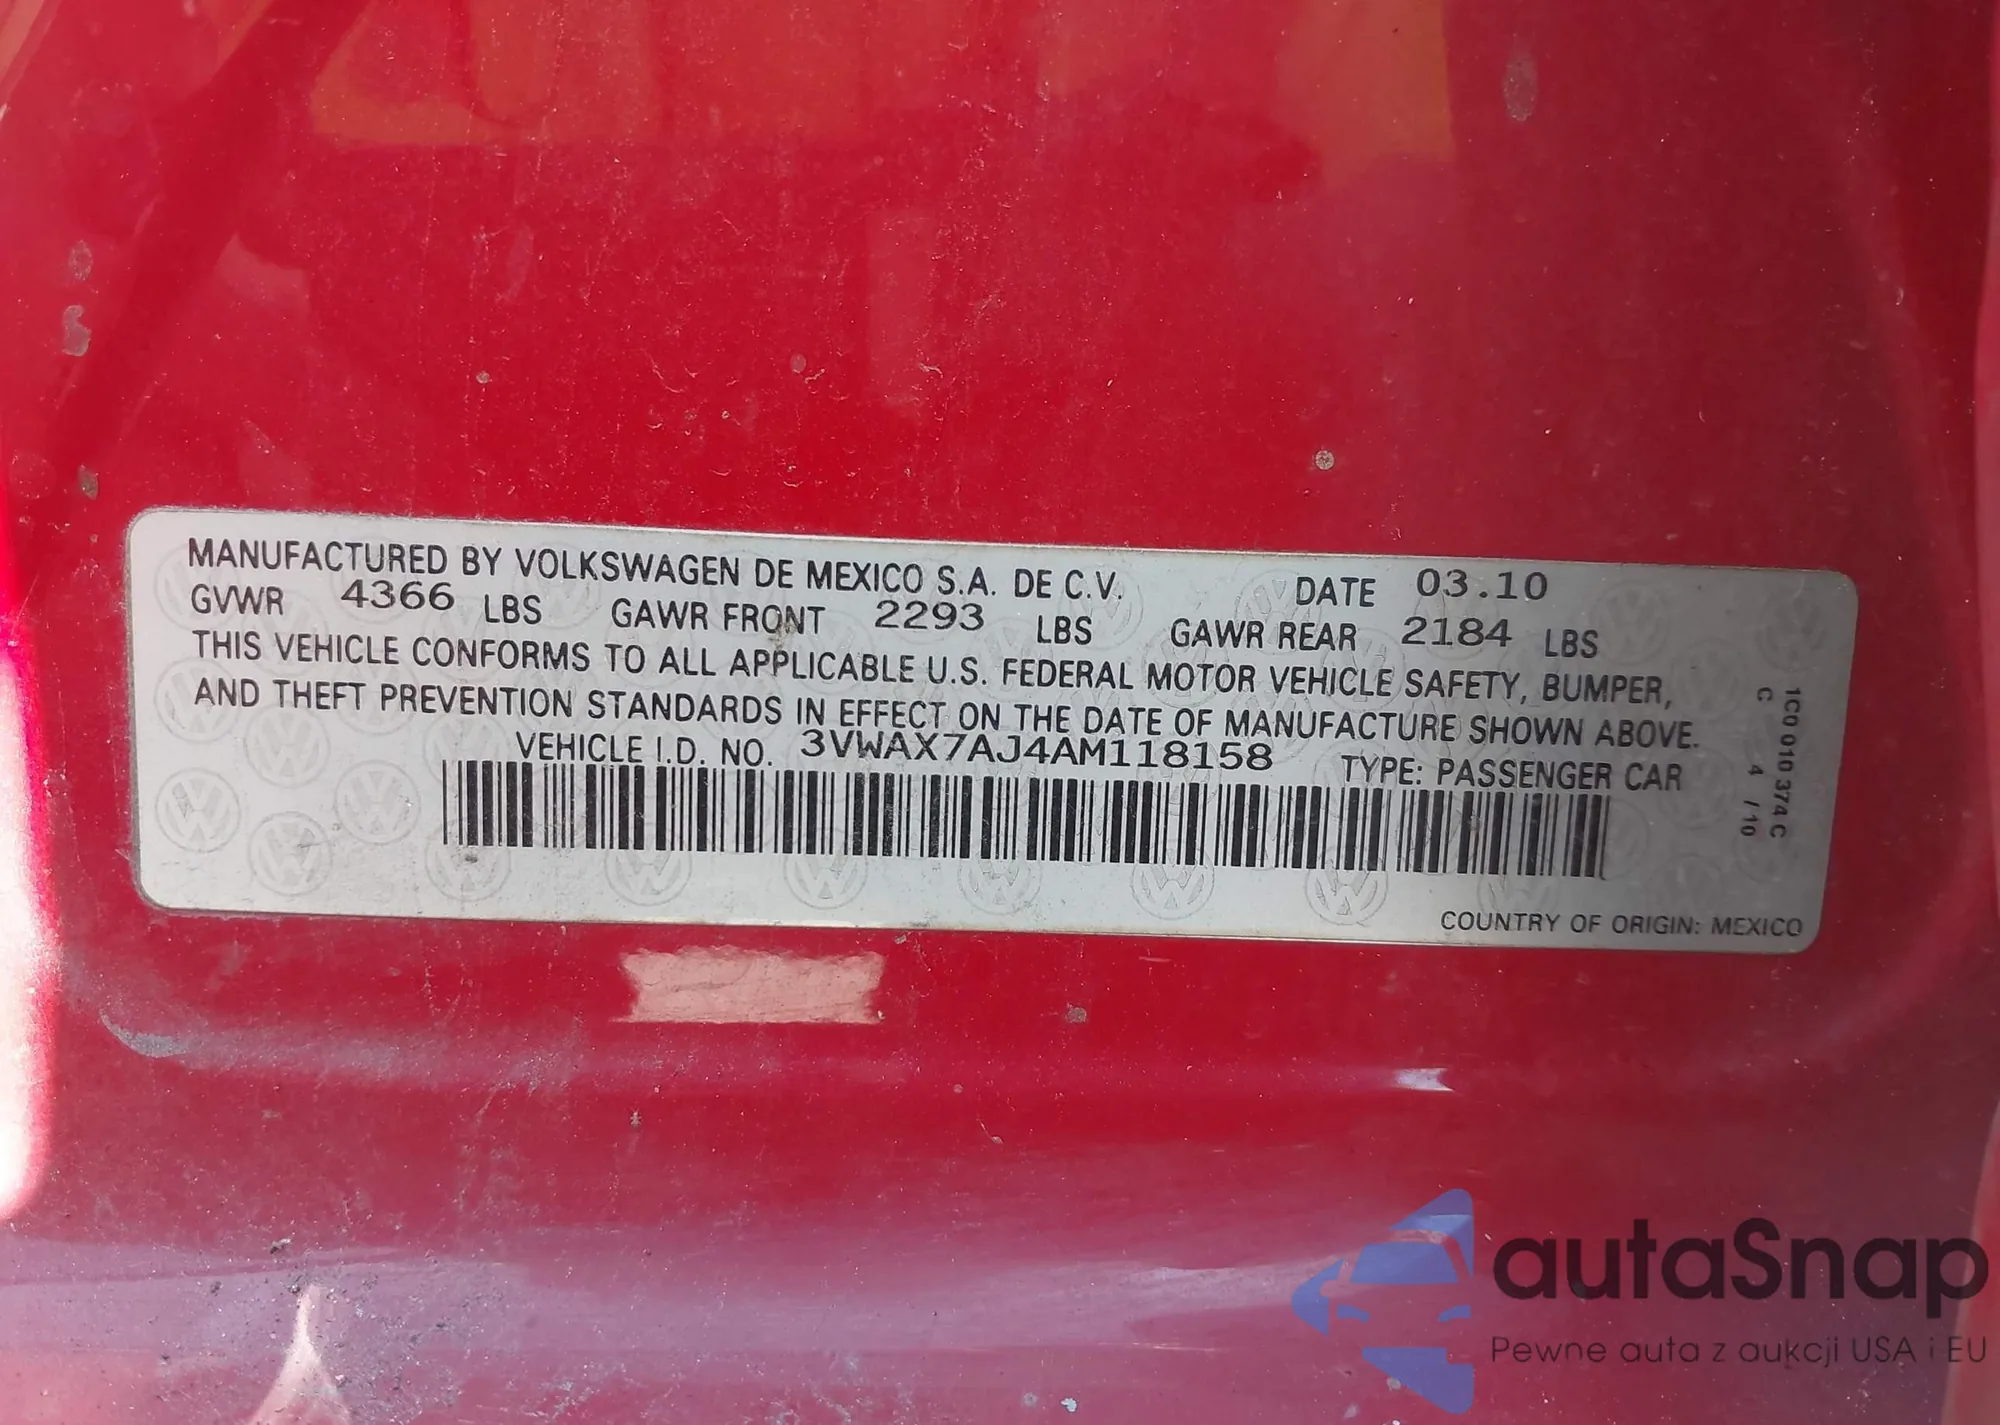 MANUFACTURED BY VOLKSWAGEN DE MEXICO S.A. DE C.V. DATE 03.10
GVWR 4366 LBS GAWR FRONT 2293 LBS GAWR REAR 2184 LBS
THIS VEHICLE CONFORMS TO ALL APPLICABLE U.S. FEDERAL MOTOR VEHICLE SAFETY, BUMPER,
AND THEFT PREVENTION STANDARDS IN EFFECT ON THE DATE OF MANUFACTURE SHOWN ABOVE.
VEHICLE I.D. NO. 3VWAX7AJ4AM118158 TYPE: PASSENGER CAR
1C0 010 374 C
C 4 / 10
COUNTRY OF ORIGIN: MEXICO
autaSnap
Pewne auta z aukcji USA i EU